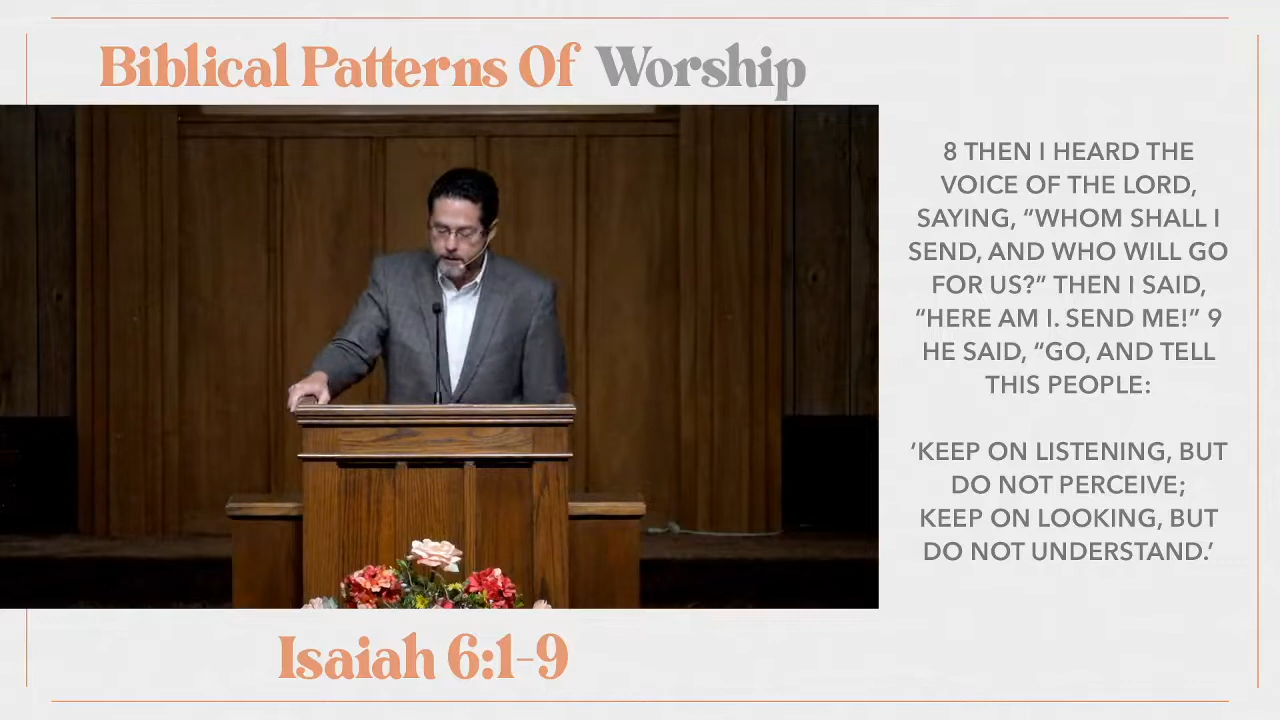 Biblical Patterns Of Worship
8 THEN I HEARD THE
VOICE OF THE LORD,
SAYING, “WHOM SHALL I
SEND, AND WHO WILL GO
FOR US?” THEN I SAID,
“HERE AM I. SEND ME!” 9
HE SAID, “GO, AND TELL
THIS PEOPLE:
‘KEEP ON LISTENING, BUT
DO NOT PERCEIVE;
KEEP ON LOOKING, BUT
DO NOT UNDERSTAND.’
Isaiah 6:1-9